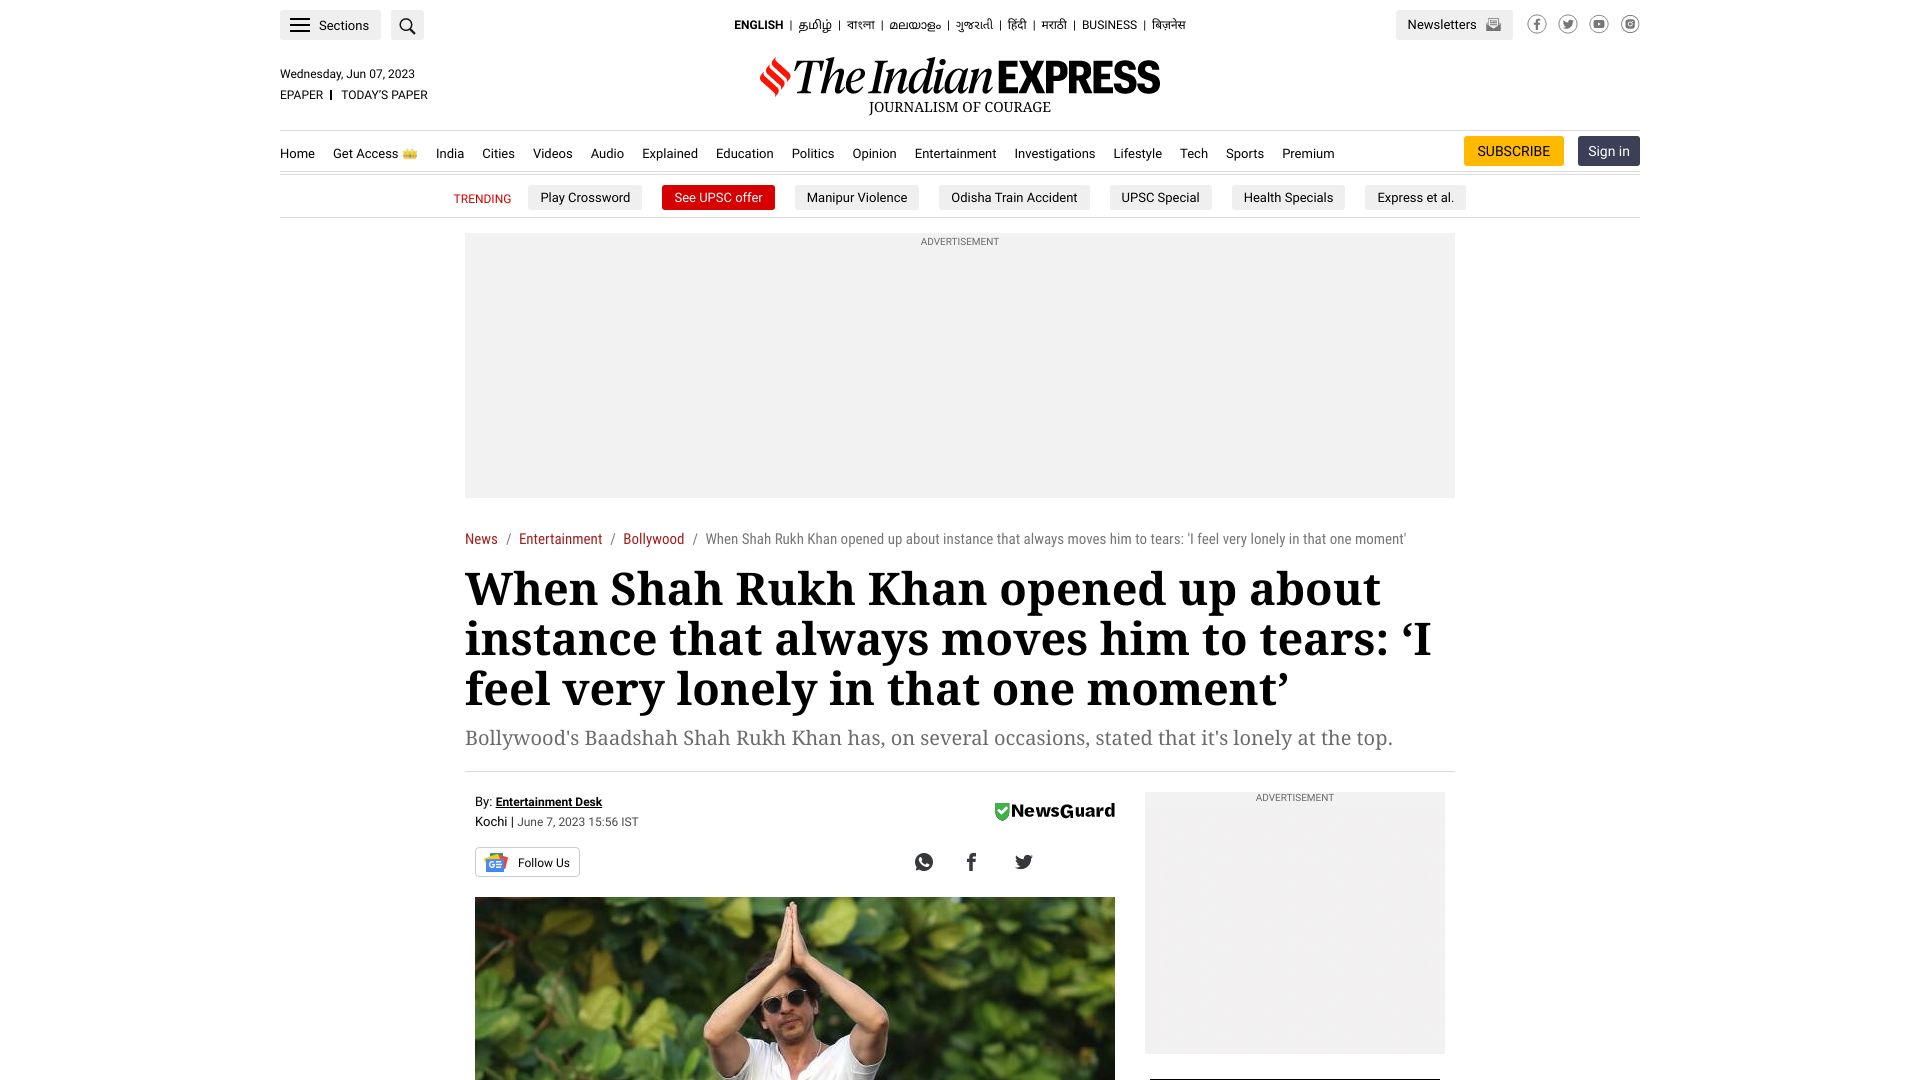 Sections
ENGLISH | தமிழ் | বাংলা | മലയാളം | ગુજરાતી | हिंदी | मराठी | BUSINESS | बिज़नेस
Newsletters
Wednesday, Jun 07, 2023
EPAPER | TODAY'S PAPER
The Indian EXPRESS
JOURNALISM OF COURAGE
Home Get Access India Cities Videos Audio Explained Education Politics Opinion Entertainment Investigations Lifestyle Tech Sports Premium
SUBSCRIBE Sign in
TRENDING Play Crossword See UPSC offer Manipur Violence Odisha Train Accident UPSC Special Health Specials Express et al.
ADVERTISEMENT
News / Entertainment / Bollywood / When Shah Rukh Khan opened up about instance that always moves him to tears: 'I feel very lonely in that one moment'
When Shah Rukh Khan opened up about
instance that always moves him to tears: ‘I
feel very lonely in that one moment’
Bollywood's Baadshah Shah Rukh Khan has, on several occasions, stated that it's lonely at the top.
By: Entertainment Desk
Kochi | June 7, 2023 15:56 IST
NewsGuard
GE Follow Us
ADVERTISEMENT